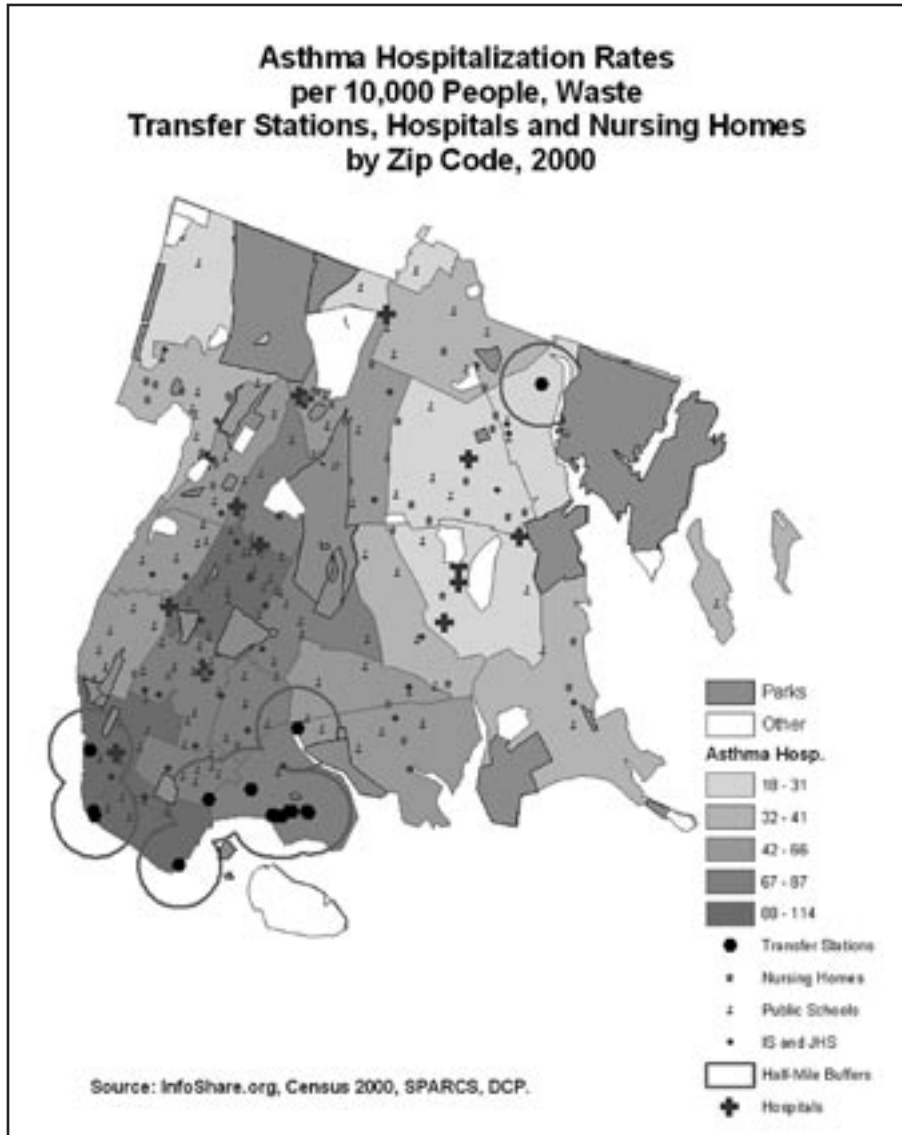 Asthma Hospitalization Rates
per 10,000 People, Waste
Transfer Stations, Hospitals and Nursing Homes
by Zip Code, 2000
Parks
Other
Asthma Hosp.
18 - 31
32 - 41
42 - 66
67 - 87
88 - 114
Transfer Stations
Nursing Homes
Public Schools
IS and JHS
Half-Mile Buffers
Hospitals
Source: InfoShare.org, Census 2000, SPARCS, DCP.